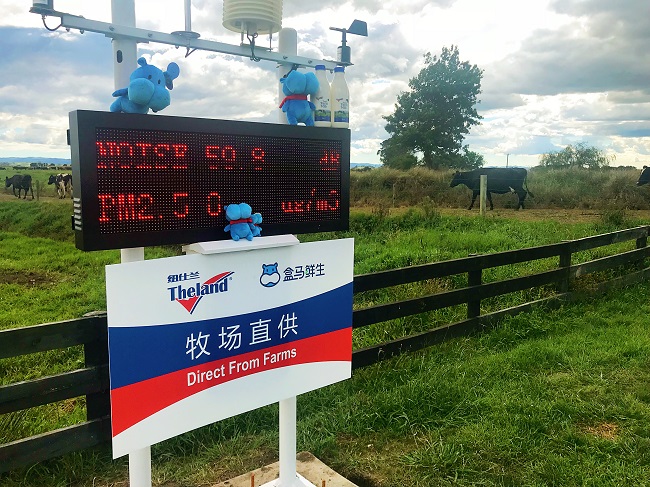 NOISE 59.8 dB
PM2.5 0 ug/m3
纽仕兰
Theland
盒马鲜生
牧场直供
Direct From Farms